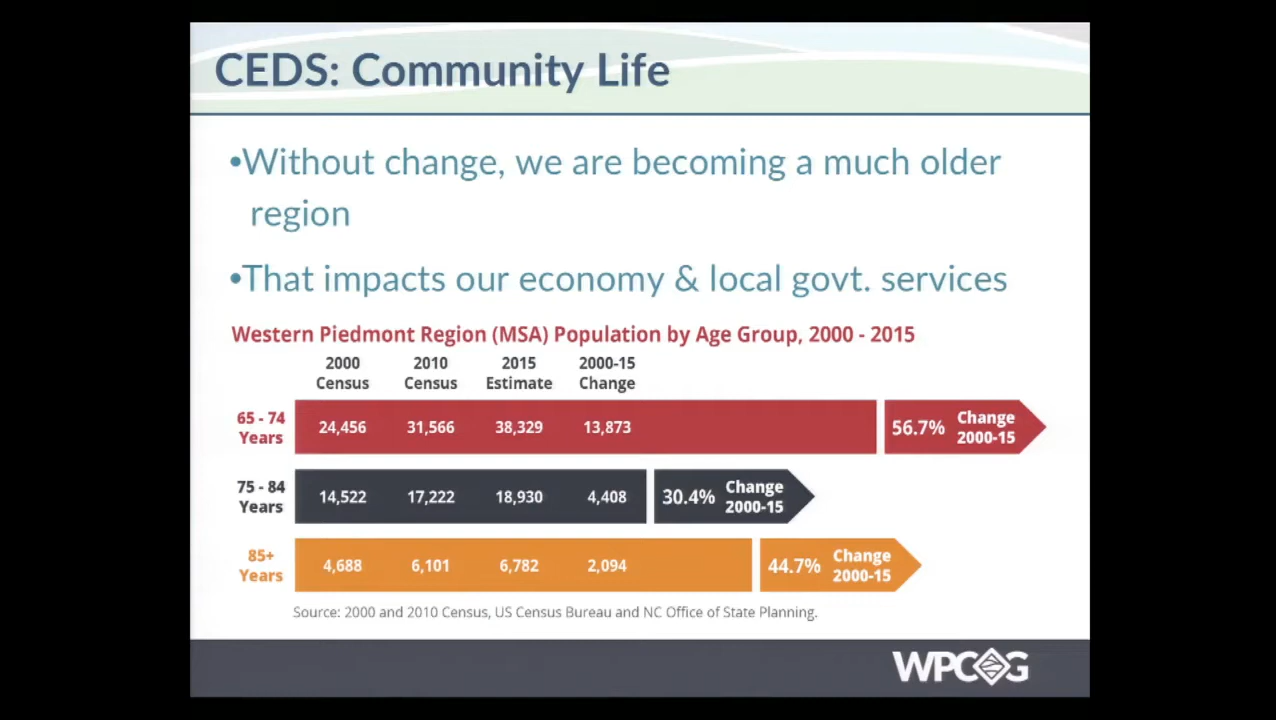 CEDS: Community Life
•Without change, we are becoming a much older
region
•That impacts our economy & local govt. services
Western Piedmont Region (MSA) Population by Age Group, 2000 - 2015
2000 2010 2015 2000-15
Census Census Estimate Change
65 - 74
Years
24,456 31,566 38,329 13,873
56.7%
Change
2000-15
75 - 84
Years
14,522 17,222 18,930 4,408
30.4%
Change
2000-15
85+
Years
4,688 6,101 6,782 2,094
44.7%
Change
2000-15
Source: 2000 and 2010 Census, US Census Bureau and NC Office of State Planning.
WPCOG